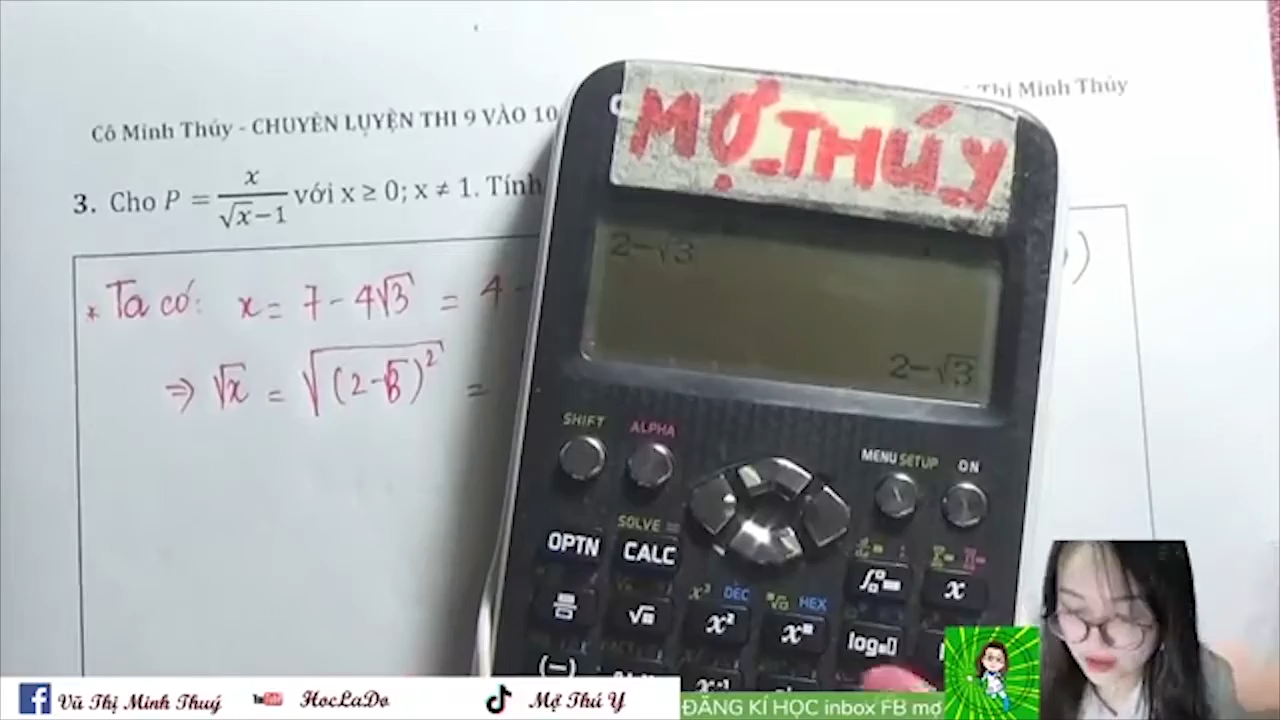 Thị Minh Thúy
Cô Minh Thúy - CHUYÊN LUYỆN THI 9 VÀO 10
MỢ THÚY
3. Cho P = x/(√x−1) với x ≥ 0; x ≠ 1. Tính
2−√3
* Ta có: x = 7 - 4√3 = 4 -
2−√3
⇒ √x = √(2-√3)² =
SHIFT ALPHA MENU SETUP ON
SOLVE =
OPTN CALC
x³ DEC HEX
x
x²
(−)
Vũ Thị Minh Thuý
HocLaDo
Mợ Thú Y
ĐĂNG KÍ HỌC inbox FB mợ